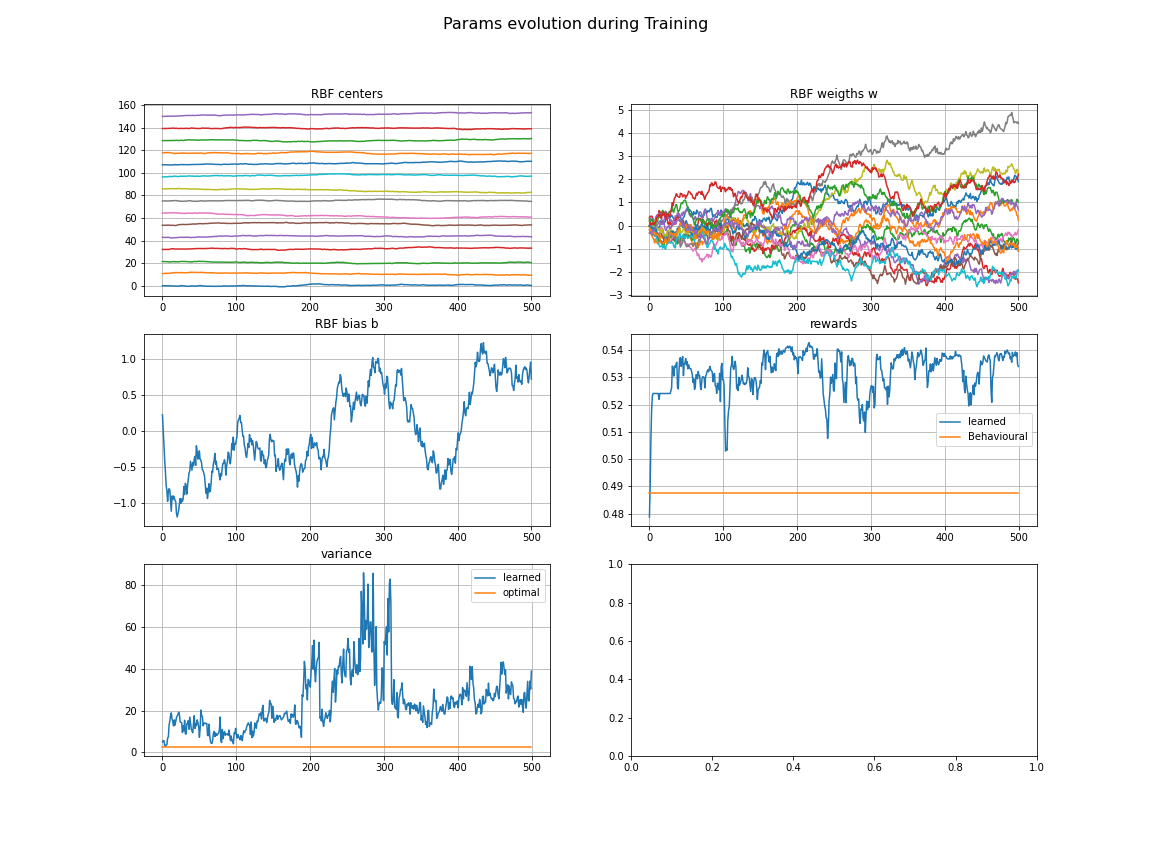 Params evolution during Training
RBF centers
160
140
120
100
80
60
40
20
0
0 100 200 300 400 500
RBF weigths w
5
4
3
2
1
0
−1
−2
−3
0 100 200 300 400 500
RBF bias b
1.0
0.5
0.0
−0.5
−1.0
0 100 200 300 400 500
rewards
0.54
0.53
0.52
0.51
0.50
0.49
0.48
learned
Behavioural
0 100 200 300 400 500
variance
80
60
40
20
0
learned
optimal
0 100 200 300 400 500
1.0
0.8
0.6
0.4
0.2
0.0
0.0 0.2 0.4 0.6 0.8 1.0